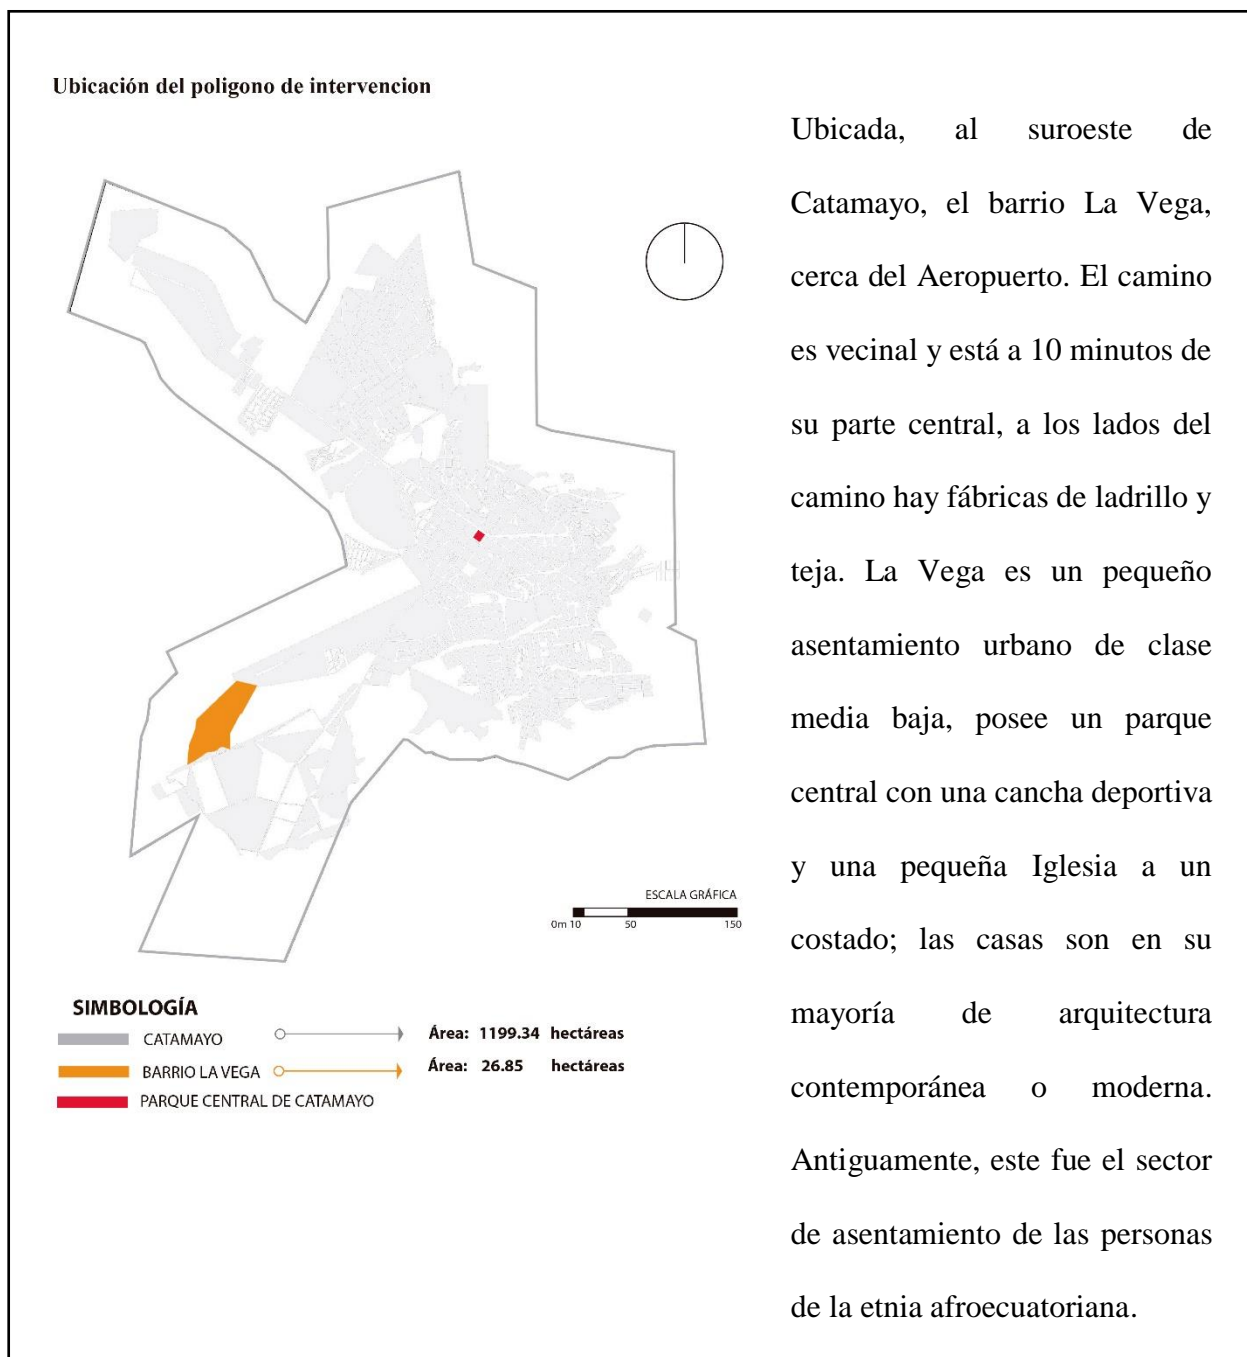 Ubicación del poligono de intervencion
Ubicada, al suroeste de
Catamayo, el barrio La Vega,
cerca del Aeropuerto. El camino
es vecinal y está a 10 minutos de
su parte central, a los lados del
camino hay fábricas de ladrillo y
teja. La Vega es un pequeño
asentamiento urbano de clase
media baja, posee un parque
central con una cancha deportiva
y una pequeña Iglesia a un
costado; las casas son en su
mayoría de arquitectura
contemporánea o moderna.
Antiguamente, este fue el sector
de asentamiento de las personas
de la etnia afroecuatoriana.
ESCALA GRÁFICA
0m 10 50 150
SIMBOLOGÍA
CATAMAYO Área: 1199.34 hectáreas
BARRIO LA VEGA Área: 26.85 hectáreas
PARQUE CENTRAL DE CATAMAYO